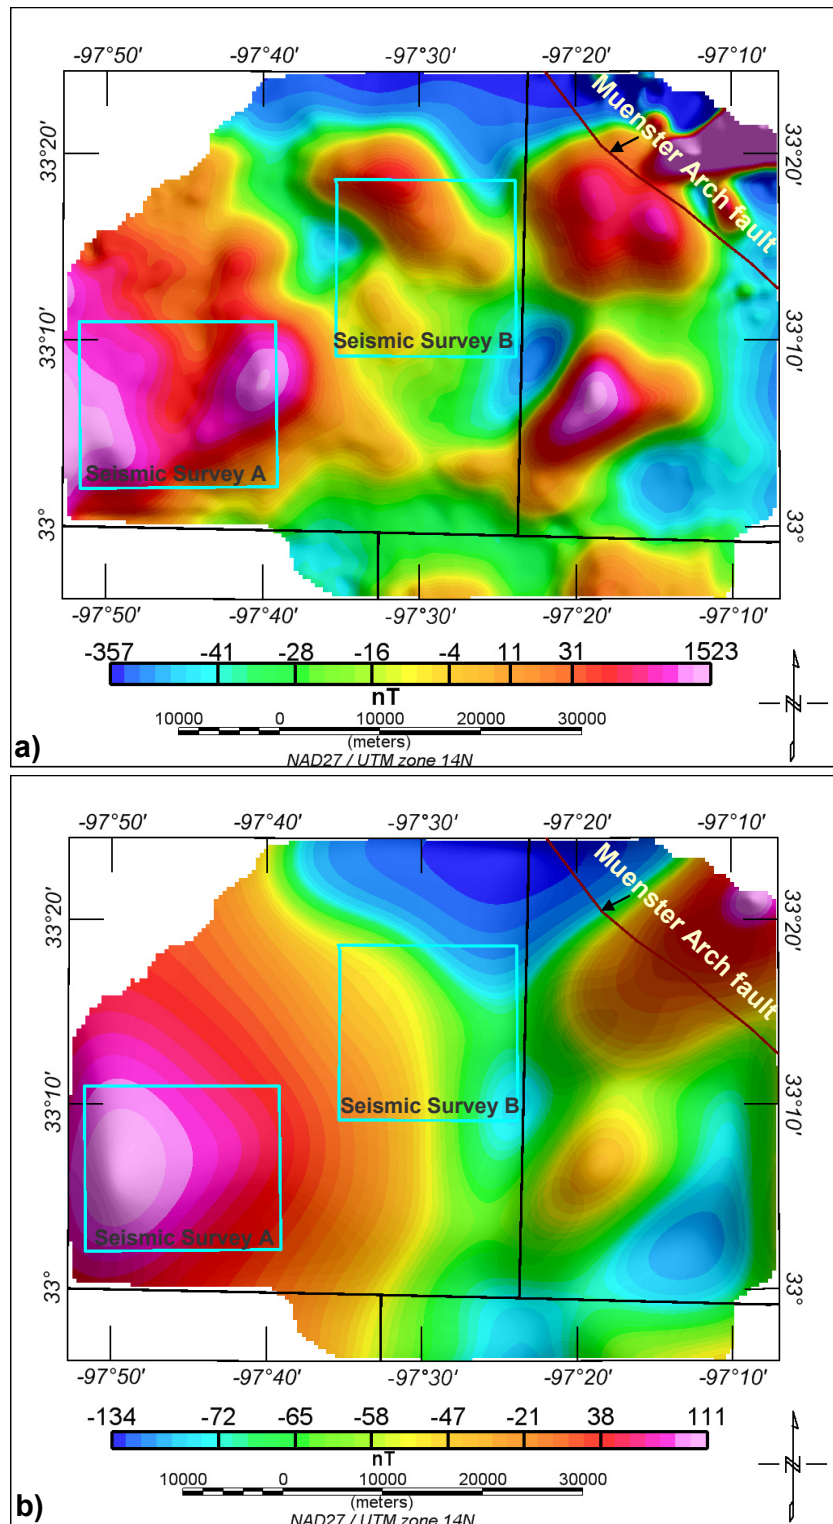 -97°50' -97°40' -97°30' -97°20' -97°10'
Muenster Arch fault
33°20' 33°20'
33°10' 33°10'
Seismic Survey B
Seismic Survey A
33° 33°
-97°50' -97°40' -97°30' -97°20' -97°10'
-357 -41 -28 -16 -4 11 31 1523
nT
10000 0 10000 20000 30000
(meters)
NAD27 / UTM zone 14N
N
a)
-97°50' -97°40' -97°30' -97°20' -97°10'
Muenster Arch fault
33°20' 33°20'
33°10' 33°10'
Seismic Survey B
Seismic Survey A
33° 33°
-97°50' -97°40' -97°30' -97°20' -97°10'
-134 -72 -65 -58 -47 -21 38 111
nT
10000 0 10000 20000 30000
(meters)
NAD27 / UTM zone 14N
N
b)